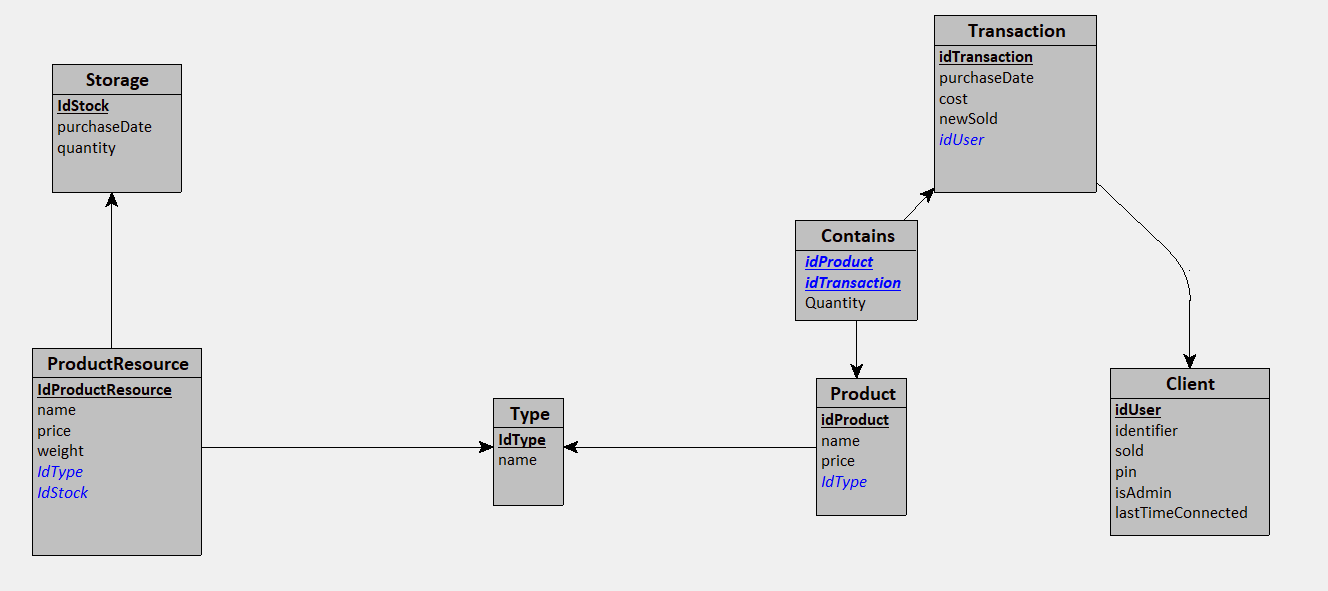 Storage
IdStock
purchaseDate
quantity
ProductResource
IdProductResource
name
price
weight
IdType
IdStock
Type
IdType
name
Transaction
idTransaction
purchaseDate
cost
newSold
idUser
Contains
idProduct
idTransaction
Quantity
Product
idProduct
name
price
IdType
Client
idUser
identifier
sold
pin
isAdmin
lastTimeConnected